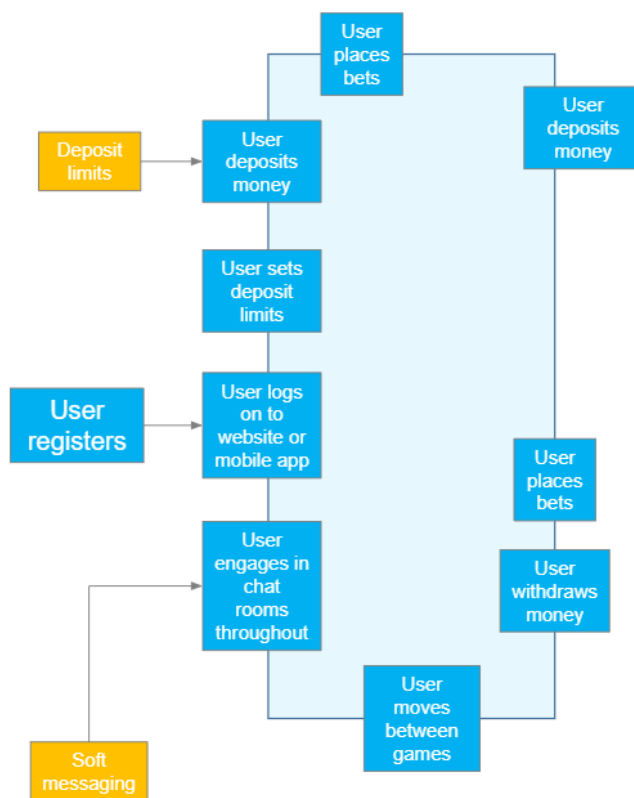 User
places
bets
User
deposits
money
User
deposits
money
Deposit
limits
User sets
deposit
limits
User
registers
User logs
on to
website or
mobile app
User
places
bets
User
engages in
chat
rooms
throughout
User
withdraws
money
User
moves
between
games
Soft
messaging